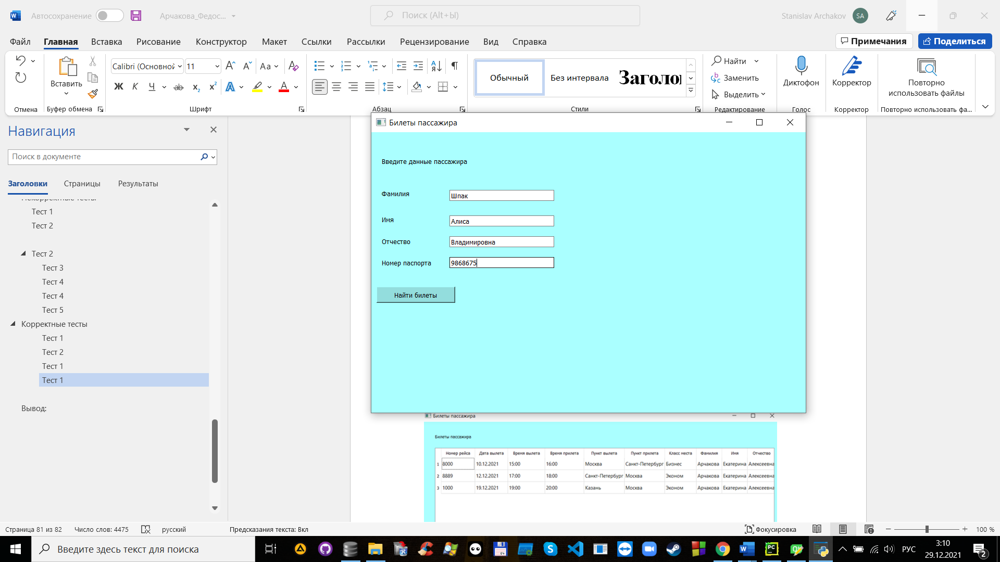 Автосохранение
Арчакова_Федос...
Поиск (Alt+Ы)
Stanislav Archakov
SA
Файл Главная Вставка Рисование Конструктор Макет Ссылки Рассылки Рецензирование Вид Справка
Примечания
Поделиться
Вставить
Calibri (Основной
11
Аа
Ж К Ч ab x₂ x² A A
Обычный
Без интервала
Заголов
Найти
Заменить
Выделить
Диктофон
Корректор
Повторно
использовать файлы
Отмена
Буфер обмена
Шрифт
Абзац
Стили
Редактирование
Голос
Корректор
Повторно использовать фа...
Навигация
Поиск в документе
Заголовки Страницы Результаты
Некорректные тесты
Тест 1
Тест 2
Тест 2
Тест 3
Тест 4
Тест 4
Тест 5
Корректные тесты
Тест 1
Тест 2
Тест 1
Тест 1
Вывод:
Билеты пассажира
Введите данные пассажира
Фамилия Шпак
Имя Алиса
Отчество Владимировна
Номер паспорта 9868675
Найти билеты
Билеты пассажира
Билеты пассажира
Номер рейса Дата вылета Время вылета Время прилета Пункт вылета Пункт прилета Класс места Фамилия Имя Отчество
1 8000 10.12.2021 15:00 16:00 Москва Санкт-Петербург Бизнес Арчакова Екатерина Алексеевна
2 8889 12.12.2021 17:00 18:00 Санкт-Петербург Москва Эконом Арчакова Екатерина Алексеевна
3 1000 19.12.2021 19:00 20:00 Казань Москва Эконом Арчакова Екатерина Алексеевна
Страница 81 из 82 Число слов: 4475 русский Предсказания текста: Вкл
Фокусировка
100 %
Введите здесь текст для поиска
РУС
3:10
29.12.2021
2